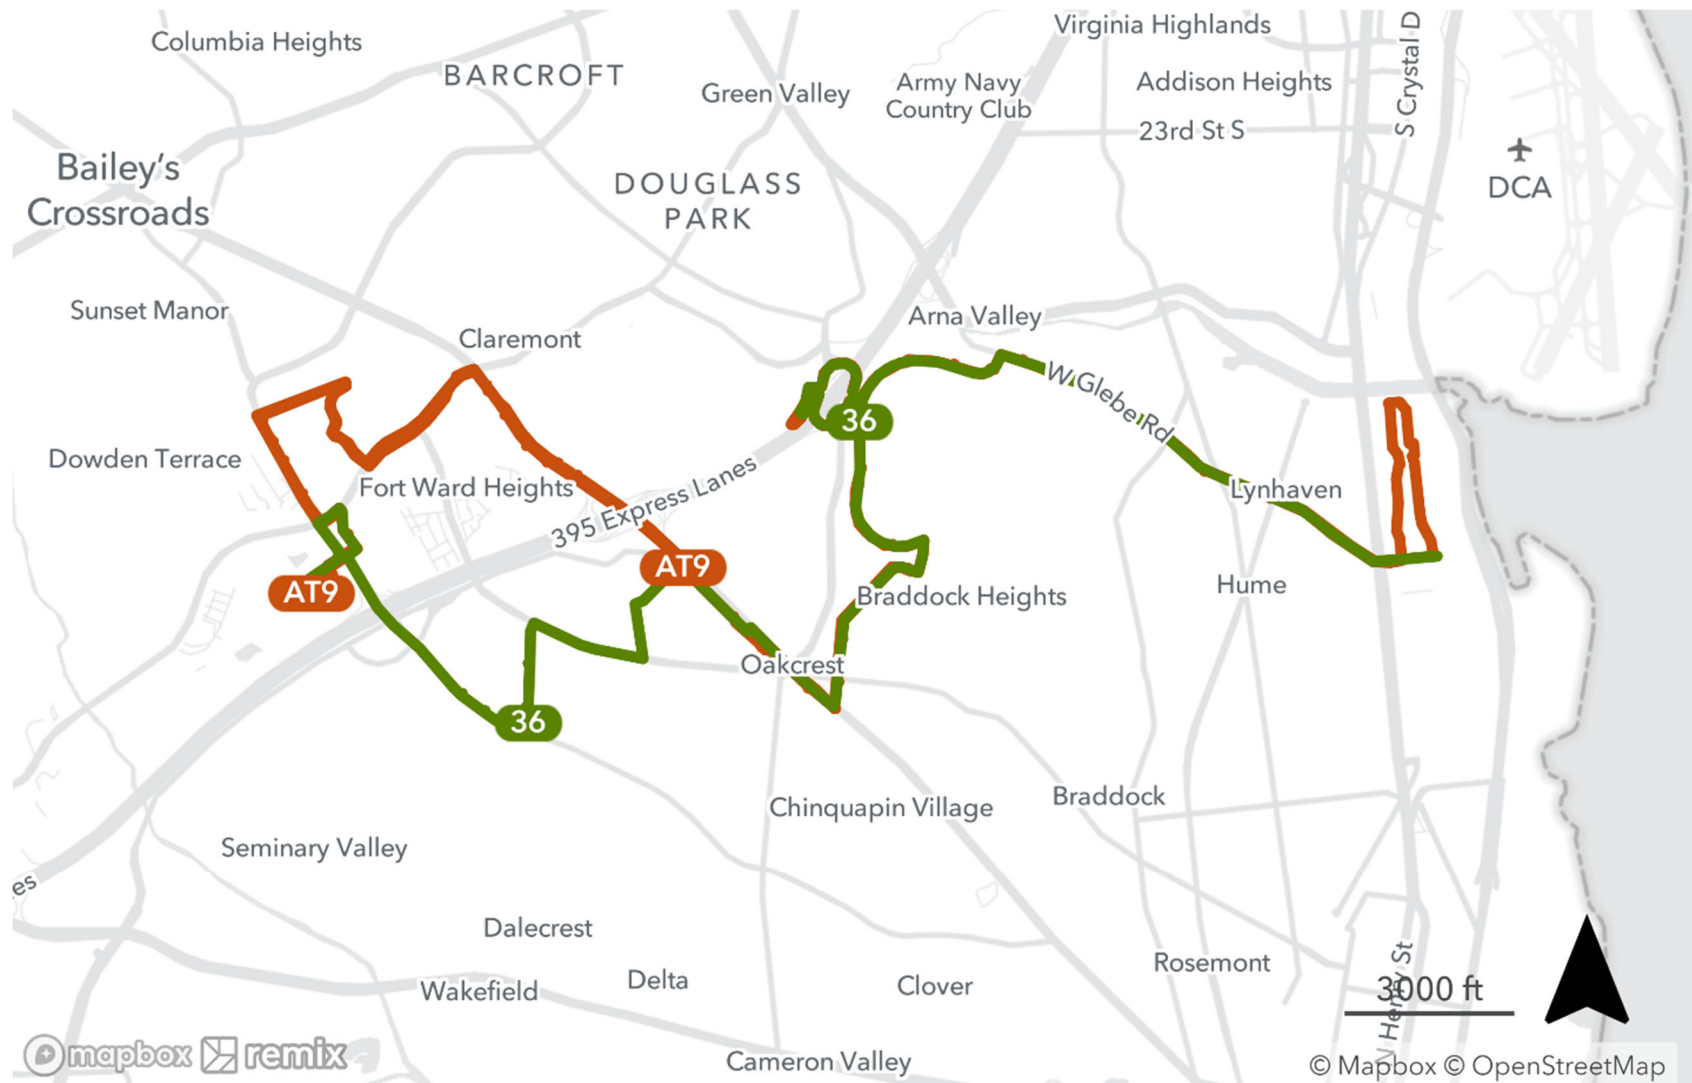 Virginia Highlands
Columbia Heights
BARCROFT
Green Valley
Army Navy
Country Club
Addison Heights
S Crystal D
23rd St S
Bailey's
Crossroads
DOUGLASS
PARK
DCA
Sunset Manor
Claremont
Arna Valley
W Glebe Rd
36
Dowden Terrace
Fort Ward Heights
395 Express Lanes
Lynhaven
AT9
AT9
Braddock Heights
Hume
Oakcrest
36
Chinquapin Village
Braddock
Seminary Valley
es
Dalecrest
Delta
Wakefield
Clover
Rosemont
N Henry St
3000 ft
mapbox remix
Cameron Valley
© Mapbox © OpenStreetMap